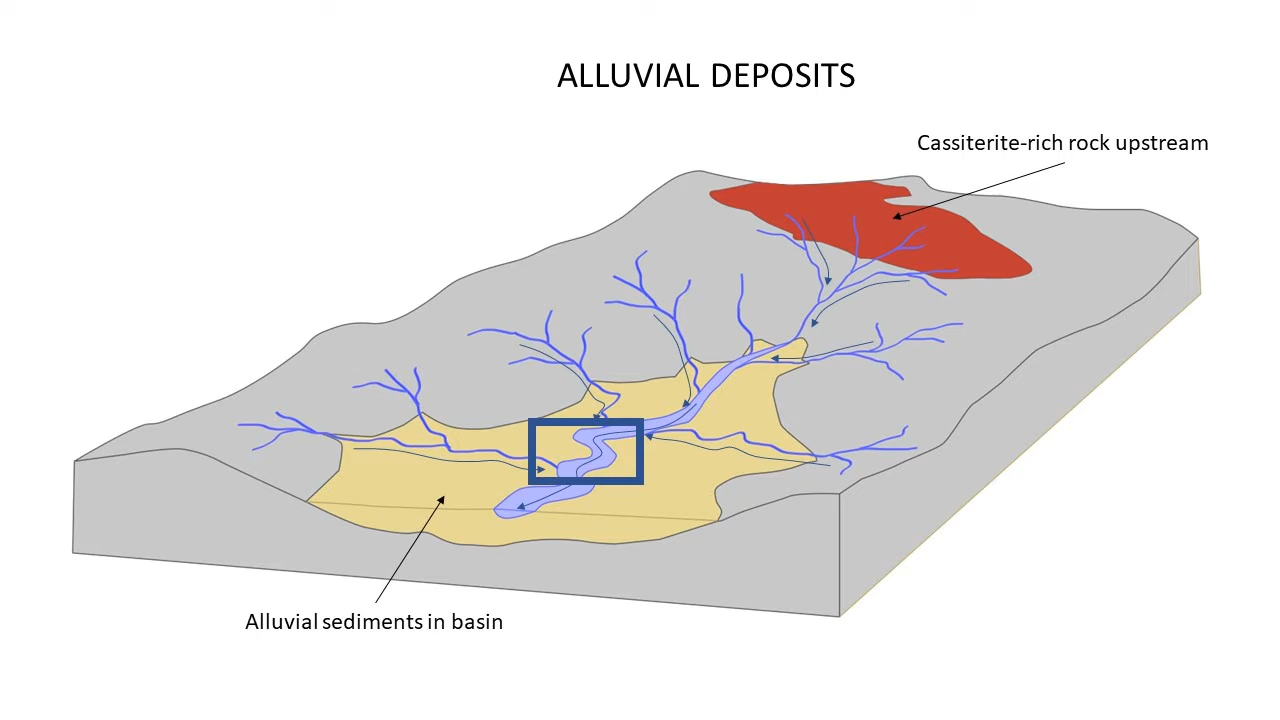 ALLUVIAL DEPOSITS
Cassiterite-rich rock upstream
Alluvial sediments in basin